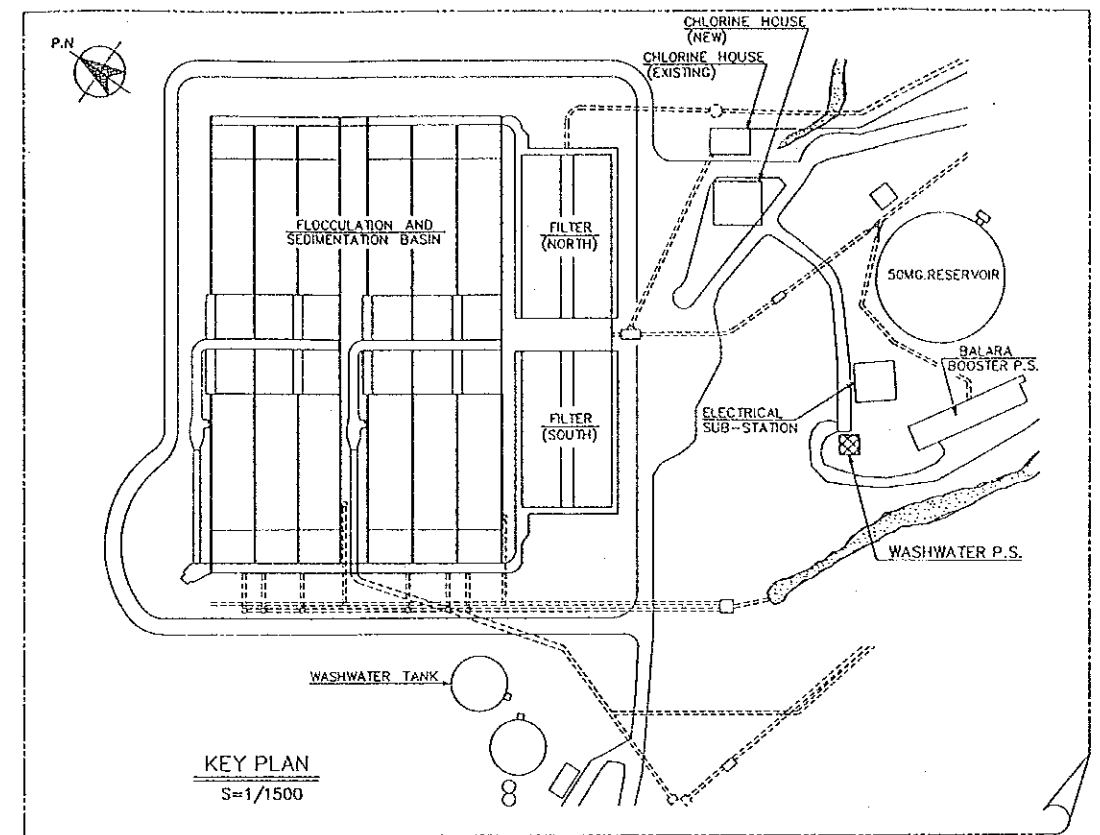 CHLORINE HOUSE
(NEW)
P.N
CHLORINE HOUSE
(EXISTING)
FLOCCULATION AND
SEDIMENTATION BASIN
FILTER
(NORTH)
50MG.RESERVOIR
BALARA
BOOSTER P.S.
ELECTRICAL
SUB-STATION
FILTER
(SOUTH)
WASHWATER P.S.
WASHWATER TANK
KEY PLAN
S=1/1500